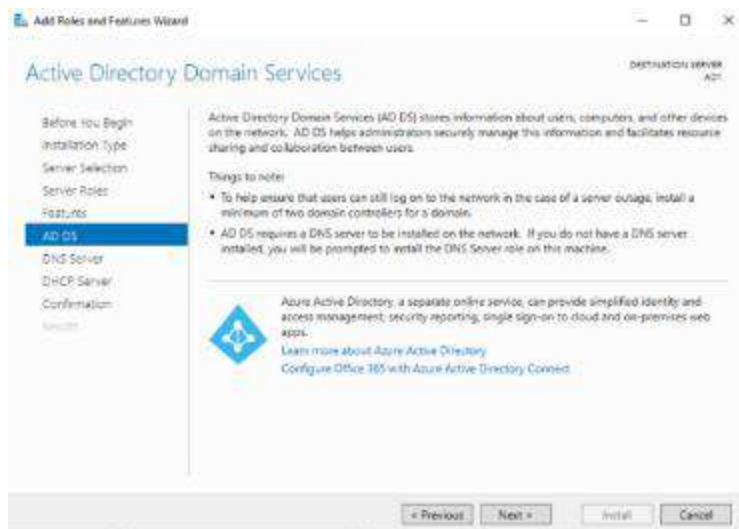 Add Roles and Features Wizard
Active Directory Domain Services
DESTINATION SERVER
AD1
Before You Begin
Installation Type
Server Selection
Server Roles
Features
AD DS
DNS Server
DHCP Server
Confirmation
Results
Active Directory Domain Services (AD DS) stores information about users, computers, and other devices
on the network. AD DS helps administrators securely manage this information and facilitates resource
sharing and collaboration between users.
Things to note:
• To help ensure that users can still log on to the network in the case of a server outage, install a
minimum of two domain controllers for a domain.
• AD DS requires a DNS server to be installed on the network. If you do not have a DNS server
installed, you will be prompted to install the DNS Server role on this machine.
Azure Active Directory, a separate online service, can provide simplified identity and
access management, security reporting, single sign-on to cloud and on-premises web
apps.
Learn more about Azure Active Directory
Configure Office 365 with Azure Active Directory Connect
< Previous
Next >
Install
Cancel